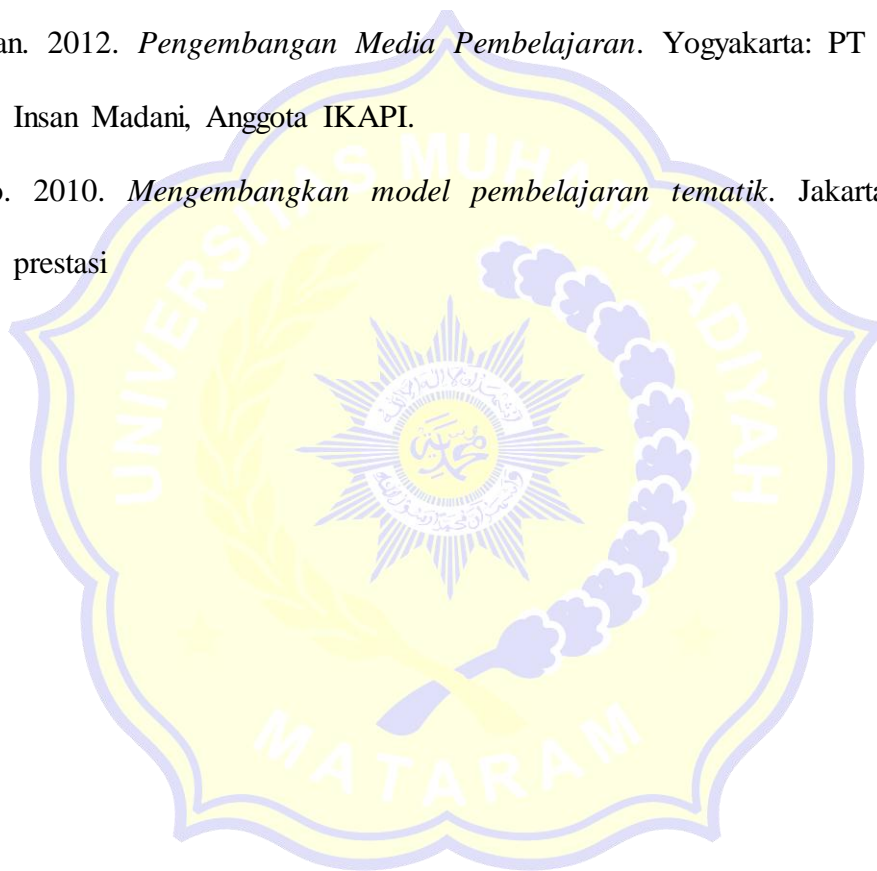 an. 2012. Pengembangan Media Pembelajaran. Yogyakarta: PT
Insan Madani, Anggota IKAPI.
o. 2010. Mengembangkan model pembelajaran tematik. Jakarta
prestasi
UNIVERSITAS MUHAMMADIYAH
MATARAM